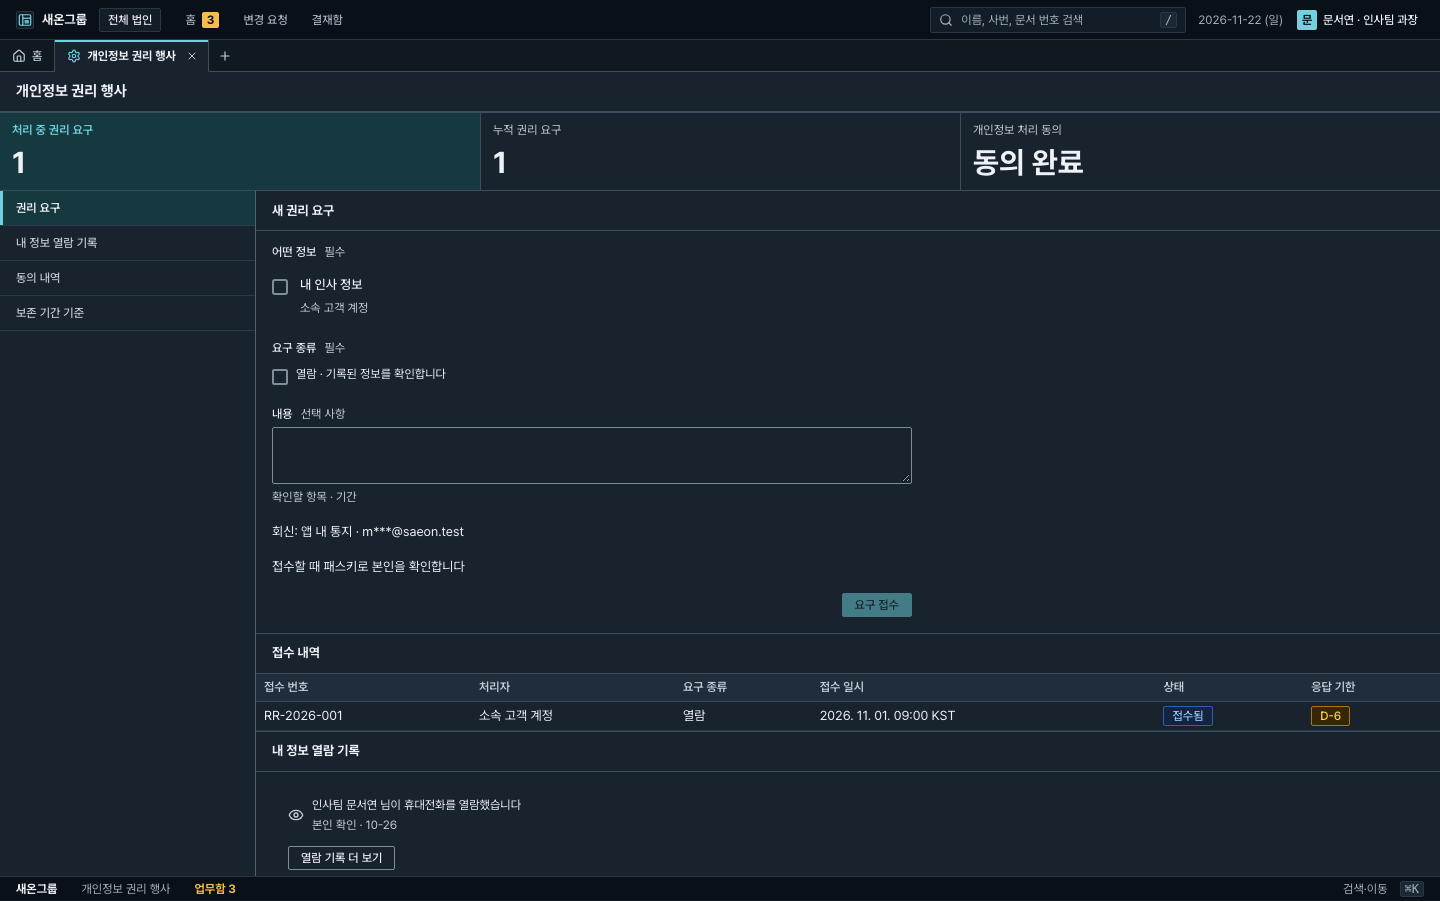 새온그룹 전체 법인 홈 3 변경 요청 결재함 이름, 사번, 문서 번호 검색 / 2026-11-22 (일) 문 문서연 · 인사팀 과장
홈 개인정보 권리 행사
개인정보 권리 행사
처리 중 권리 요구
1
누적 권리 요구
1
개인정보 처리 동의
동의 완료
권리 요구
내 정보 열람 기록
동의 내역
보존 기간 기준
새 권리 요구
어떤 정보 필수
내 인사 정보
소속 고객 계정
요구 종류 필수
열람 · 기록된 정보를 확인합니다
내용 선택 사항
확인할 항목 · 기간
회신: 앱 내 통지 · m***@saeon.test
접수할 때 패스키로 본인을 확인합니다
요구 접수
접수 내역
접수 번호 처리자 요구 종류 접수 일시 상태 응답 기한
RR-2026-001 소속 고객 계정 열람 2026. 11. 01. 09:00 KST 접수됨 D-6
내 정보 열람 기록
인사팀 문서연 님이 휴대전화를 열람했습니다
본인 확인 · 10-26
열람 기록 더 보기
새온그룹 개인정보 권리 행사 업무함 3 검색·이동 ⌘K